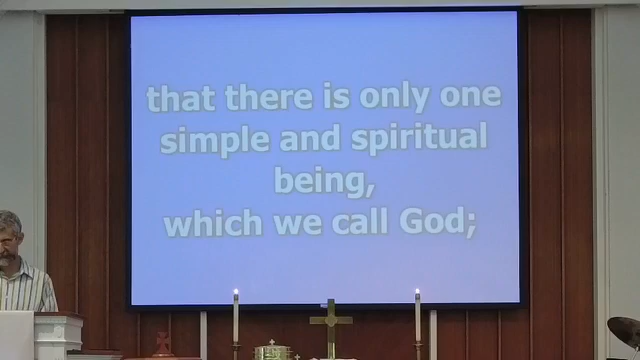 that there is only one
simple and spiritual
being,
which we call God;